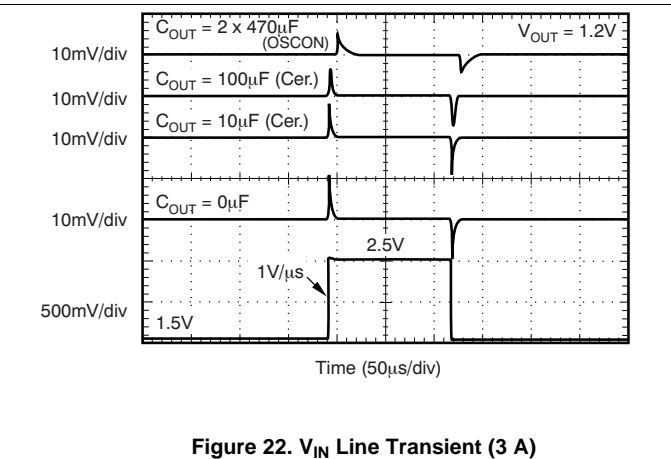 C_OUT = 2 x 470μF
(OSCON)
V_OUT = 1.2V
10mV/div
C_OUT = 100μF (Cer.)
10mV/div
C_OUT = 10μF (Cer.)
10mV/div
C_OUT = 0μF
10mV/div
2.5V
1V/μs
500mV/div
1.5V
Time (50μs/div)
Figure 22. V_IN Line Transient (3 A)